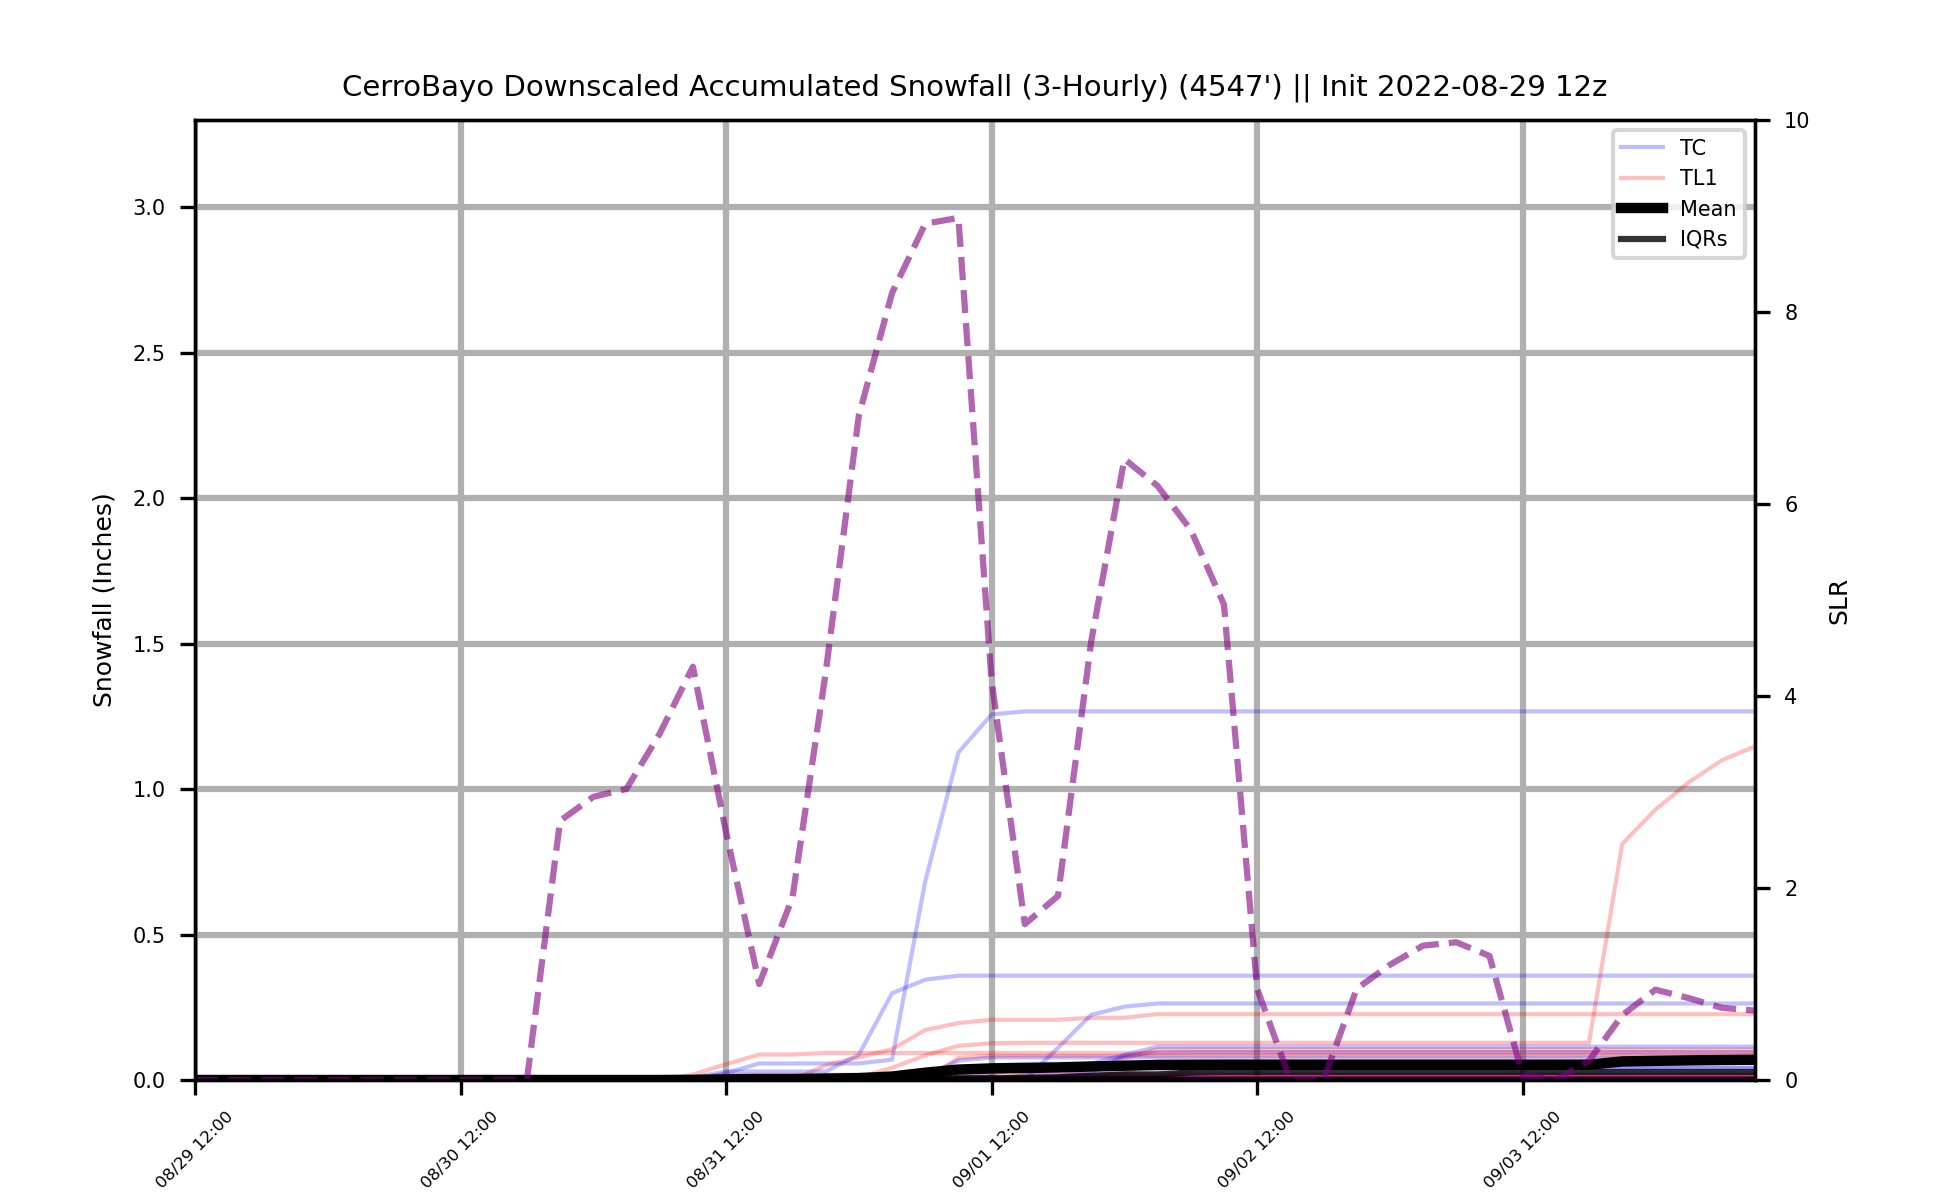 CerroBayo Downscaled Accumulated Snowfall (3-Hourly) (4547') || Init 2022-08-29 12z
TC
TL1
Mean
IQRs
Snowfall (Inches)
3.0
2.5
2.0
1.5
1.0
0.5
0.0
10
8
6
4
2
0
SLR
08/29 12:00
08/30 12:00
08/31 12:00
09/01 12:00
09/02 12:00
09/03 12:00